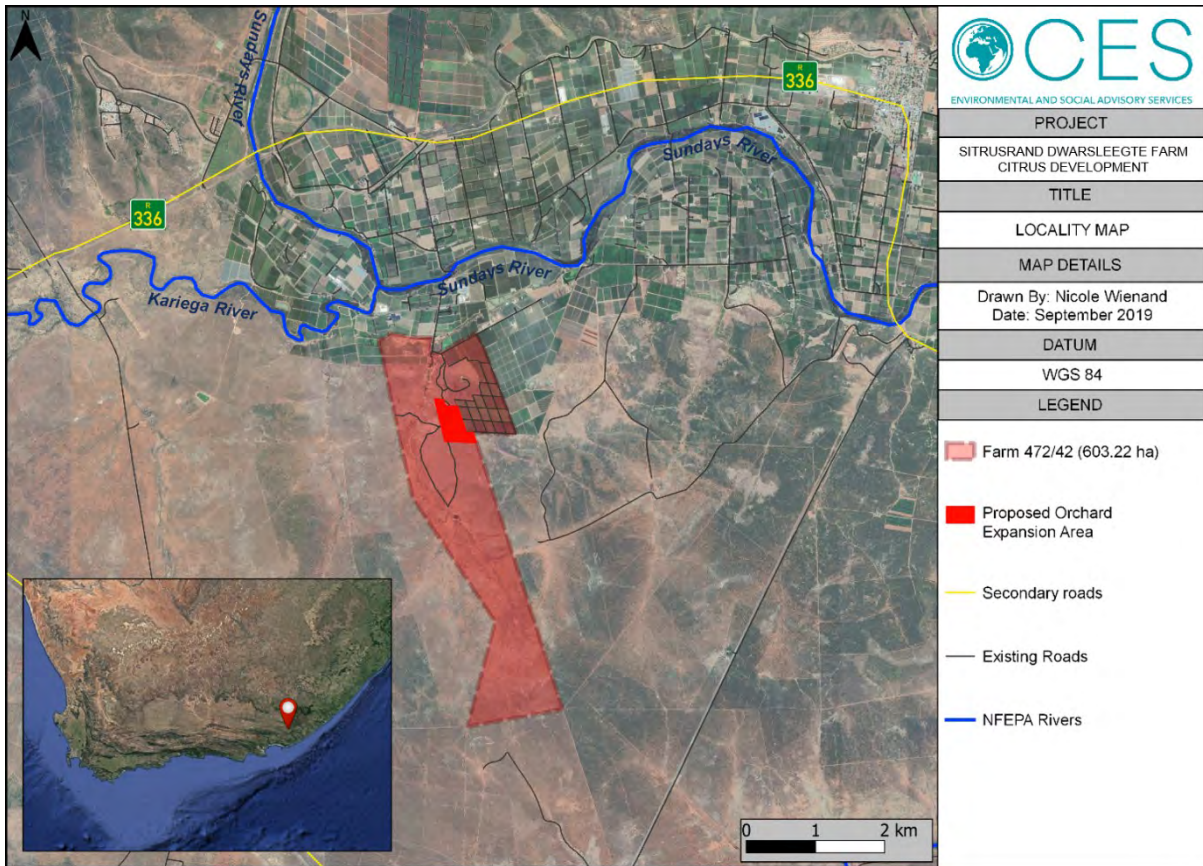 N
Sundays River
Sundays River
R
336
R
336
Sundays River
Sundays River
Kariega River
0 1 2 km
CES
ENVIRONMENTAL AND SOCIAL ADVISORY SERVICES
PROJECT
SITRUSRAND DWARSLEEGTE FARM
CITRUS DEVELOPMENT
TITLE
LOCALITY MAP
MAP DETAILS
Drawn By: Nicole Wienand
Date: September 2019
DATUM
WGS 84
LEGEND
Farm 472/42 (603.22 ha)
Proposed Orchard
Expansion Area
Secondary roads
Existing Roads
NFEPA Rivers